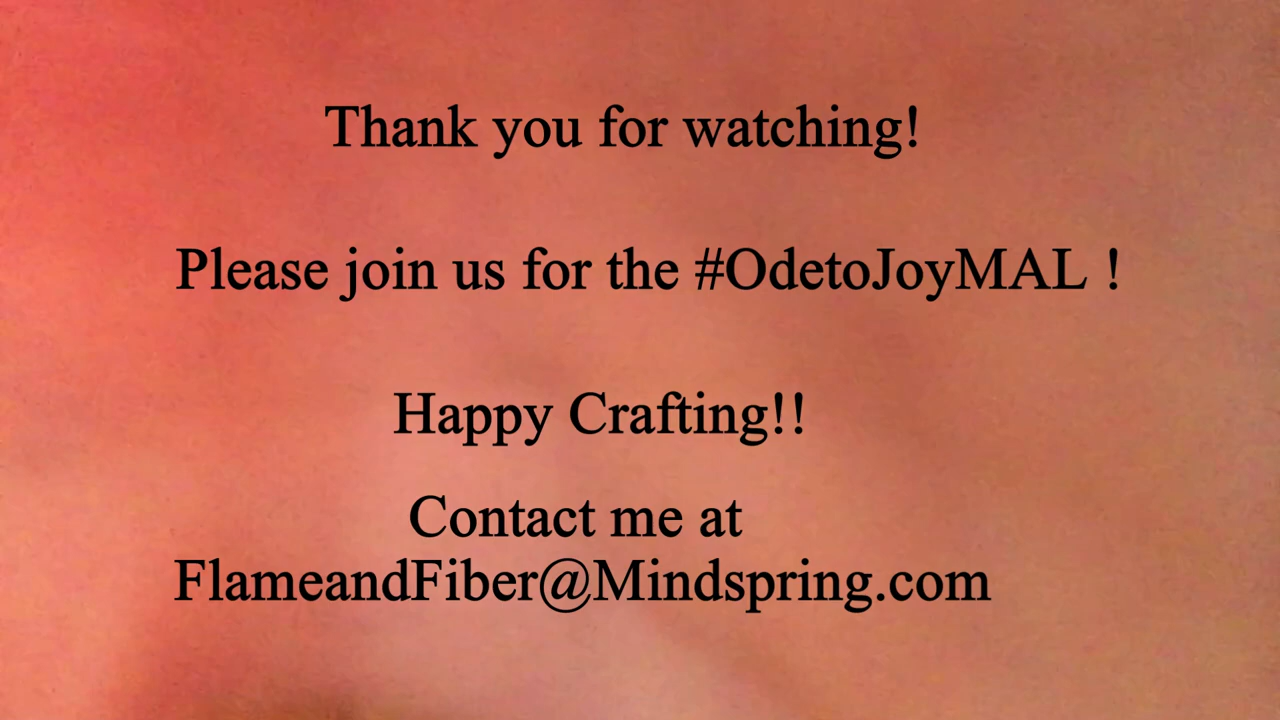 Thank you for watching!
Please join us for the #OdetoJoyMAL !
Happy Crafting!!
Contact me at
FlameandFiber@Mindspring.com